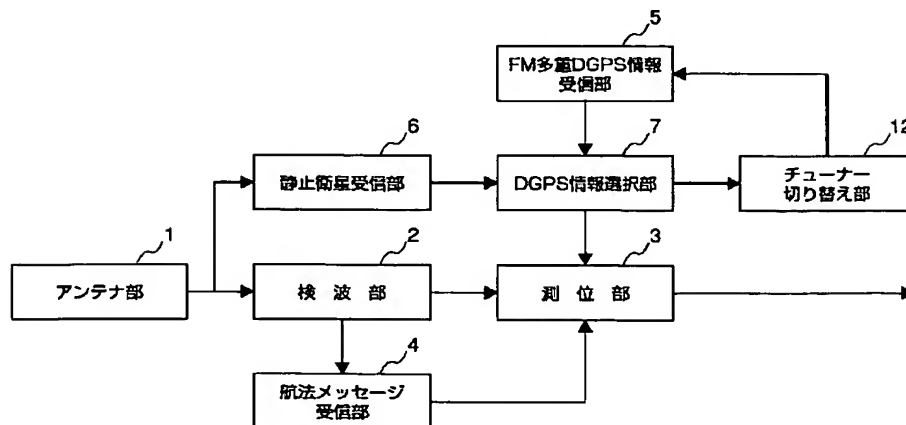 5
FM多重DGPS情報
受信部
6
7
12
静止衛星受信部
DGPS情報選択部
チューナー
切り替え部
1
2
3
アンテナ部
検 波 部
測 位 部
4
航法メッセージ
受信部